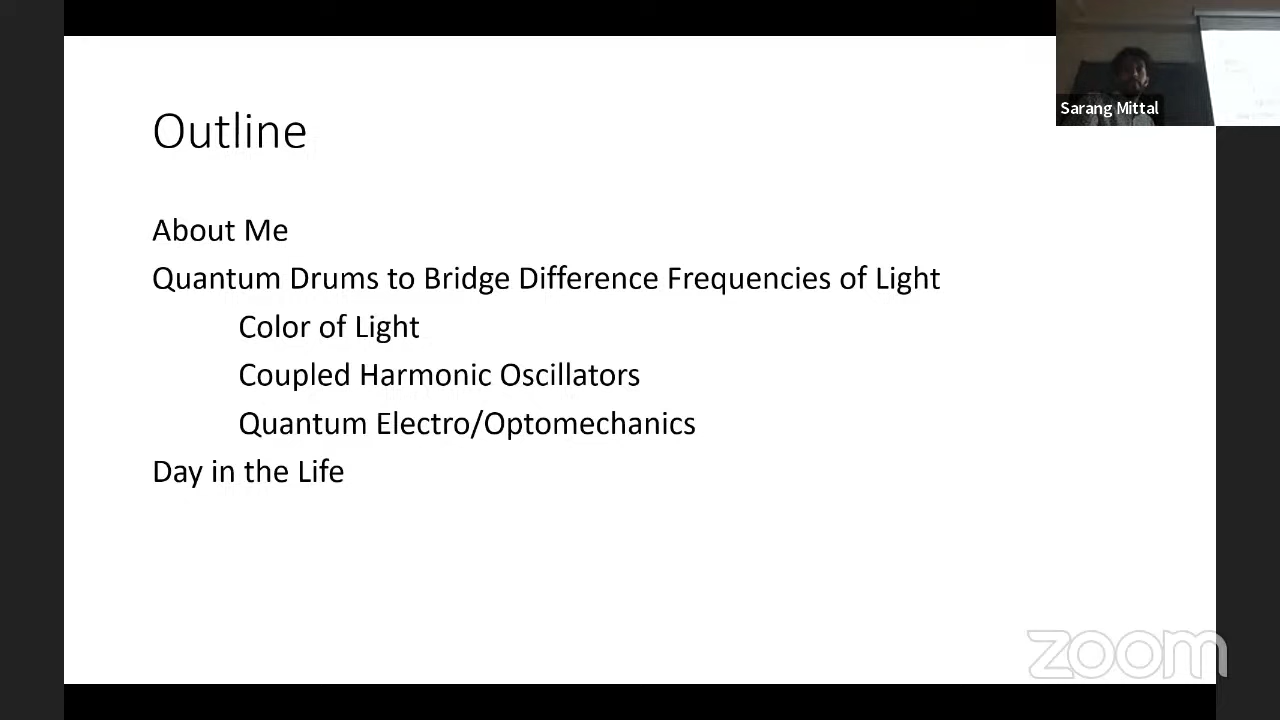 Outline
Sarang Mittal
About Me
Quantum Drums to Bridge Difference Frequencies of Light
Color of Light
Coupled Harmonic Oscillators
Quantum Electro/Optomechanics
Day in the Life
zoom